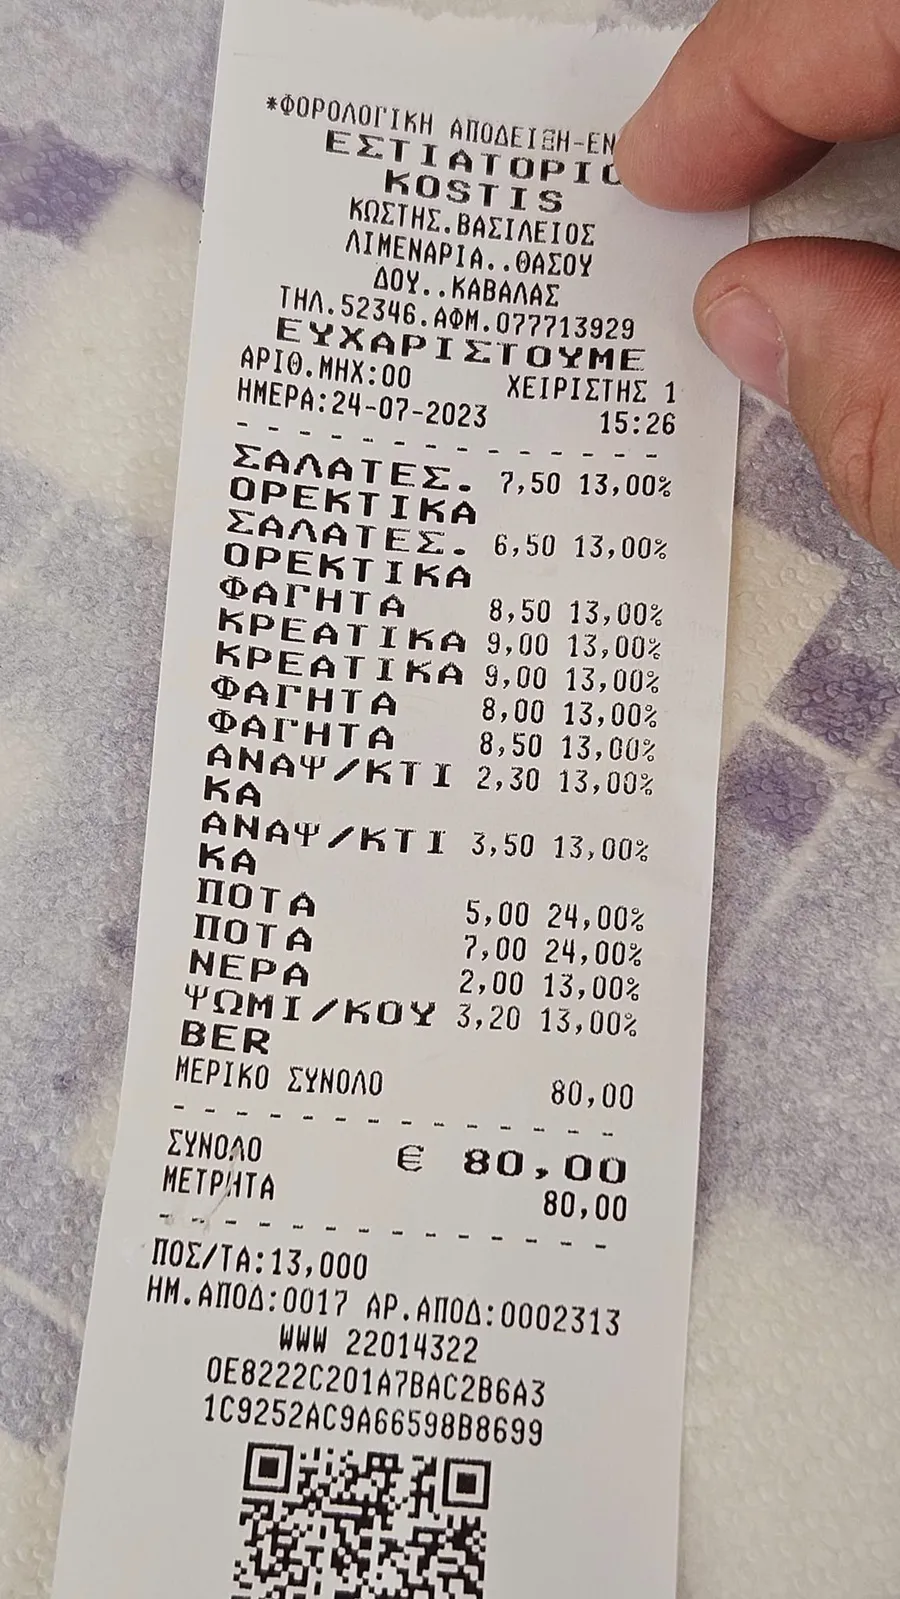 *ΦΟΡΟΛΟΓΙΚΗ ΑΠΟΔΕΙΞΗ-ΕΝ
ΕΣΤΙΑΤΟΡΙΟ
KOSTIS
ΚΩΣΤΗΣ.ΒΑΣΙΛΕΙΟΣ
ΛΙΜΕΝΑΡΙΑ..ΘΑΣΟΥ
ΔΟΥ..ΚΑΒΑΛΑΣ
ΤΗΛ.52346.ΑΦΜ.077713929
ΕΥΧΑΡΙΣΤΟΥΜΕ
ΑΡΙΘ.ΜΗΧ:00 ΧΕΙΡΙΣΤΗΣ 1
ΗΜΕΡΑ:24-07-2023 15:26
ΣΑΛΑΤΕΣ. 7,50 13,00%
ΟΡΕΚΤΙΚΑ
ΣΑΛΑΤΕΣ. 6,50 13,00%
ΟΡΕΚΤΙΚΑ
ΦΑΓΗΤΑ 8,50 13,00%
ΚΡΕΑΤΙΚΑ 9,00 13,00%
ΚΡΕΑΤΙΚΑ 9,00 13,00%
ΦΑΓΗΤΑ 8,00 13,00%
ΦΑΓΗΤΑ 8,50 13,00%
ΑΝΑΨ/ΚΤΙ 2,30 13,00%
ΚΑ
ΑΝΑΨ/ΚΤΙ 3,50 13,00%
ΚΑ
ΠΟΤΑ 5,00 24,00%
ΠΟΤΑ 7,00 24,00%
ΝΕΡΑ 2,00 13,00%
ΨΩΜΙ/ΚΟΥ 3,20 13,00%
ΒΕR
ΜΕΡΙΚΟ ΣΥΝΟΛΟ 80,00
ΣΥΝΟΛΟ € 80,00
ΜΕΤΡΗΤΑ 80,00
ΠΟΣ/ΤΑ:13,000
ΗΜ.ΑΠΟΔ:0017 ΑΡ.ΑΠΟΔ:0002313
WWW 22014322
0E8222C201A7BAC2B6A3
1C9252AC9A66598B8699